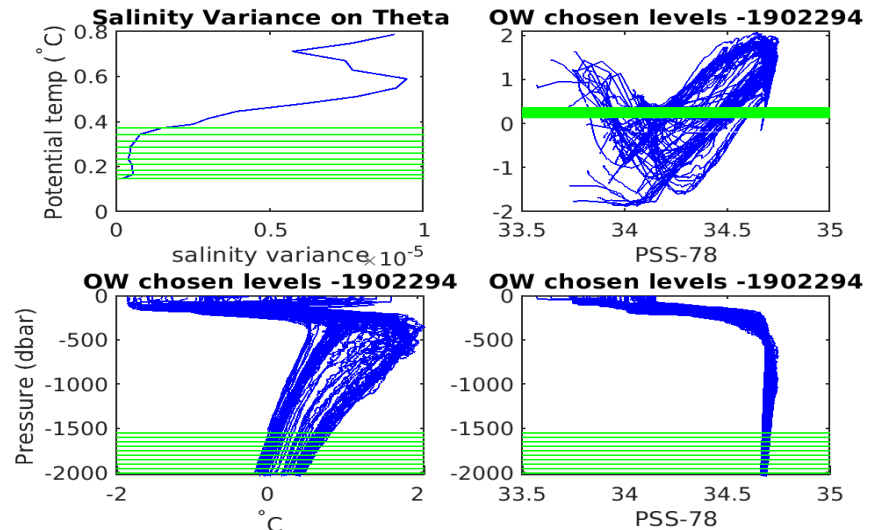 Salinity Variance on Theta
0.8
0.6
0.4
0.2
0
Potential temp (°C)
0 0.5 1
salinity variance ×10-5
OW chosen levels -1902294
2
1
0
-1
-2
33.5 34 34.5 35
PSS-78
OW chosen levels -1902294
0
-500
-1000
-1500
-2000
Pressure (dbar)
-2 0 2
°C
OW chosen levels -1902294
0
-500
-1000
-1500
-2000
33.5 34 34.5 35
PSS-78